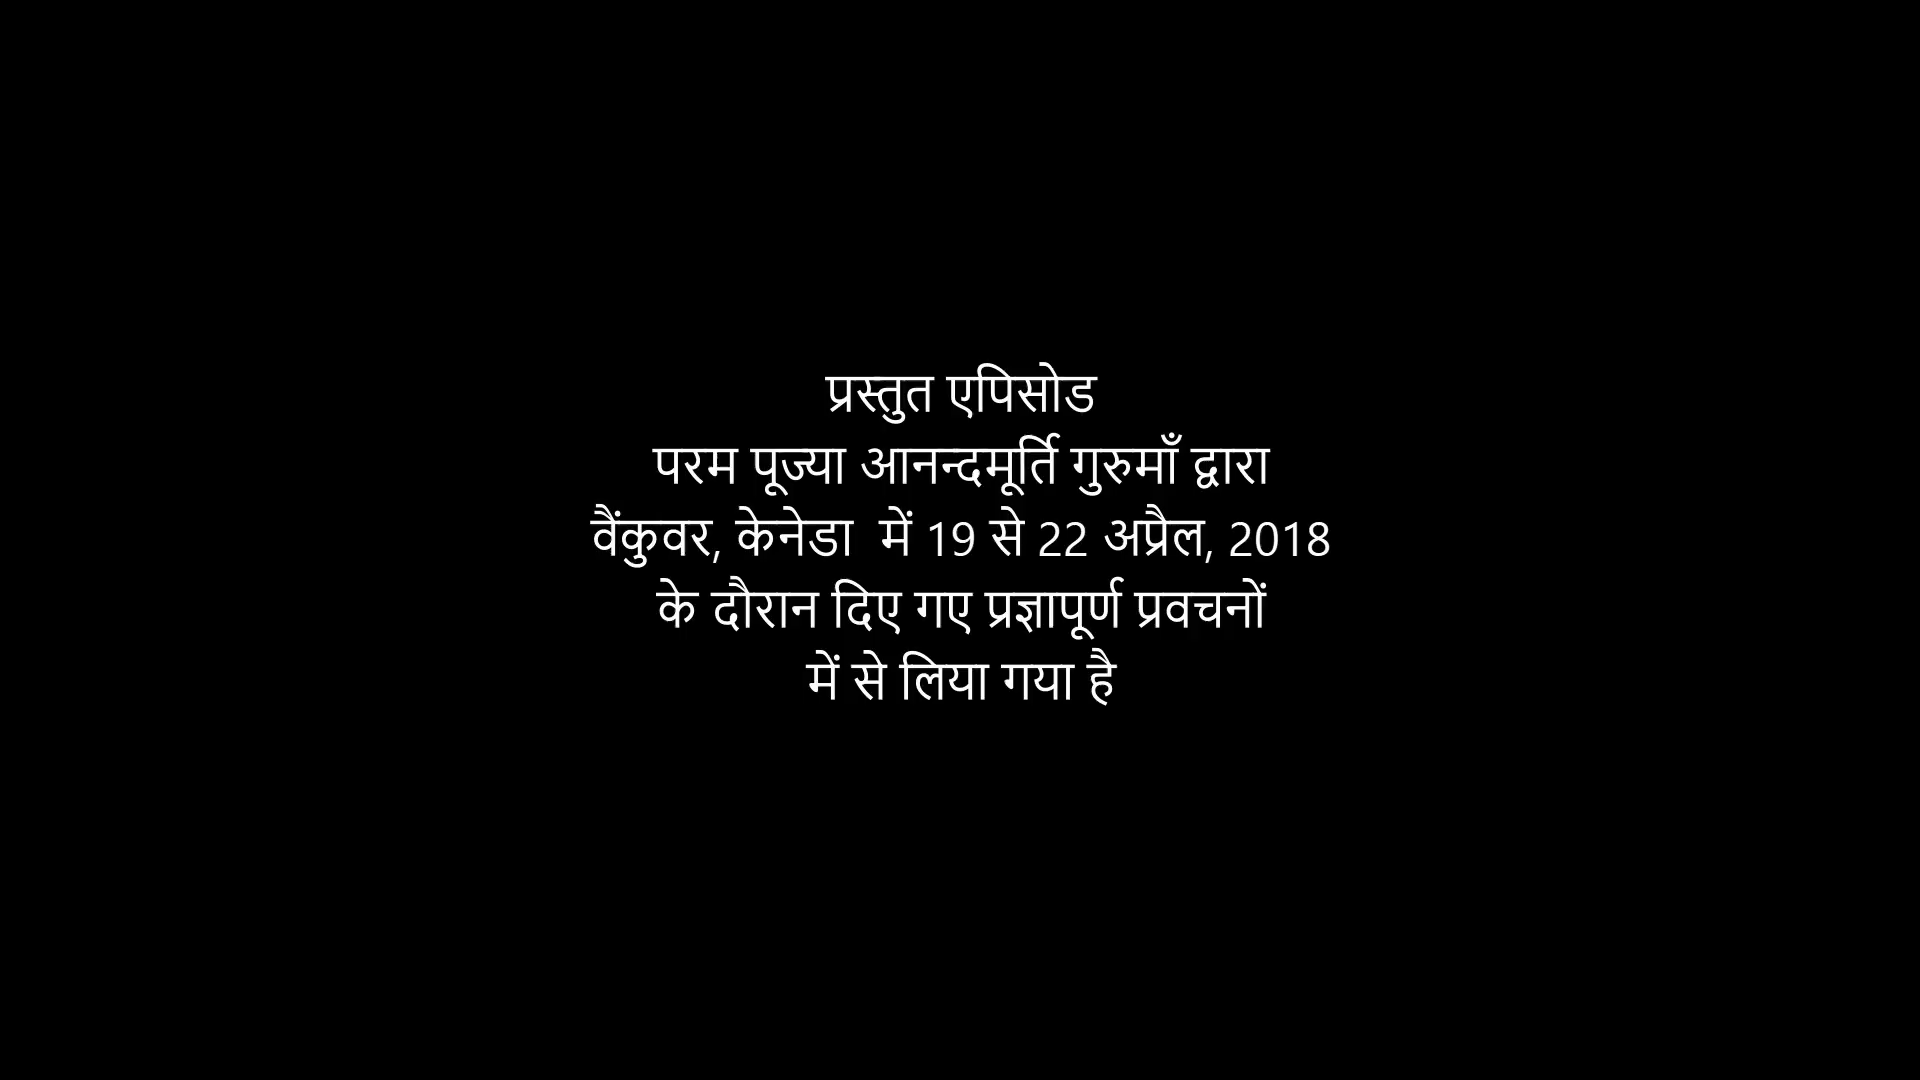 प्रस्तुत एपिसोड
परम पूज्या आनन्दमूर्ति गुरुमाँ द्वारा
वैंकुवर, केनेडा में 19 से 22 अप्रैल, 2018
के दौरान दिए गए प्रज्ञापूर्ण प्रवचनों
में से लिया गया है